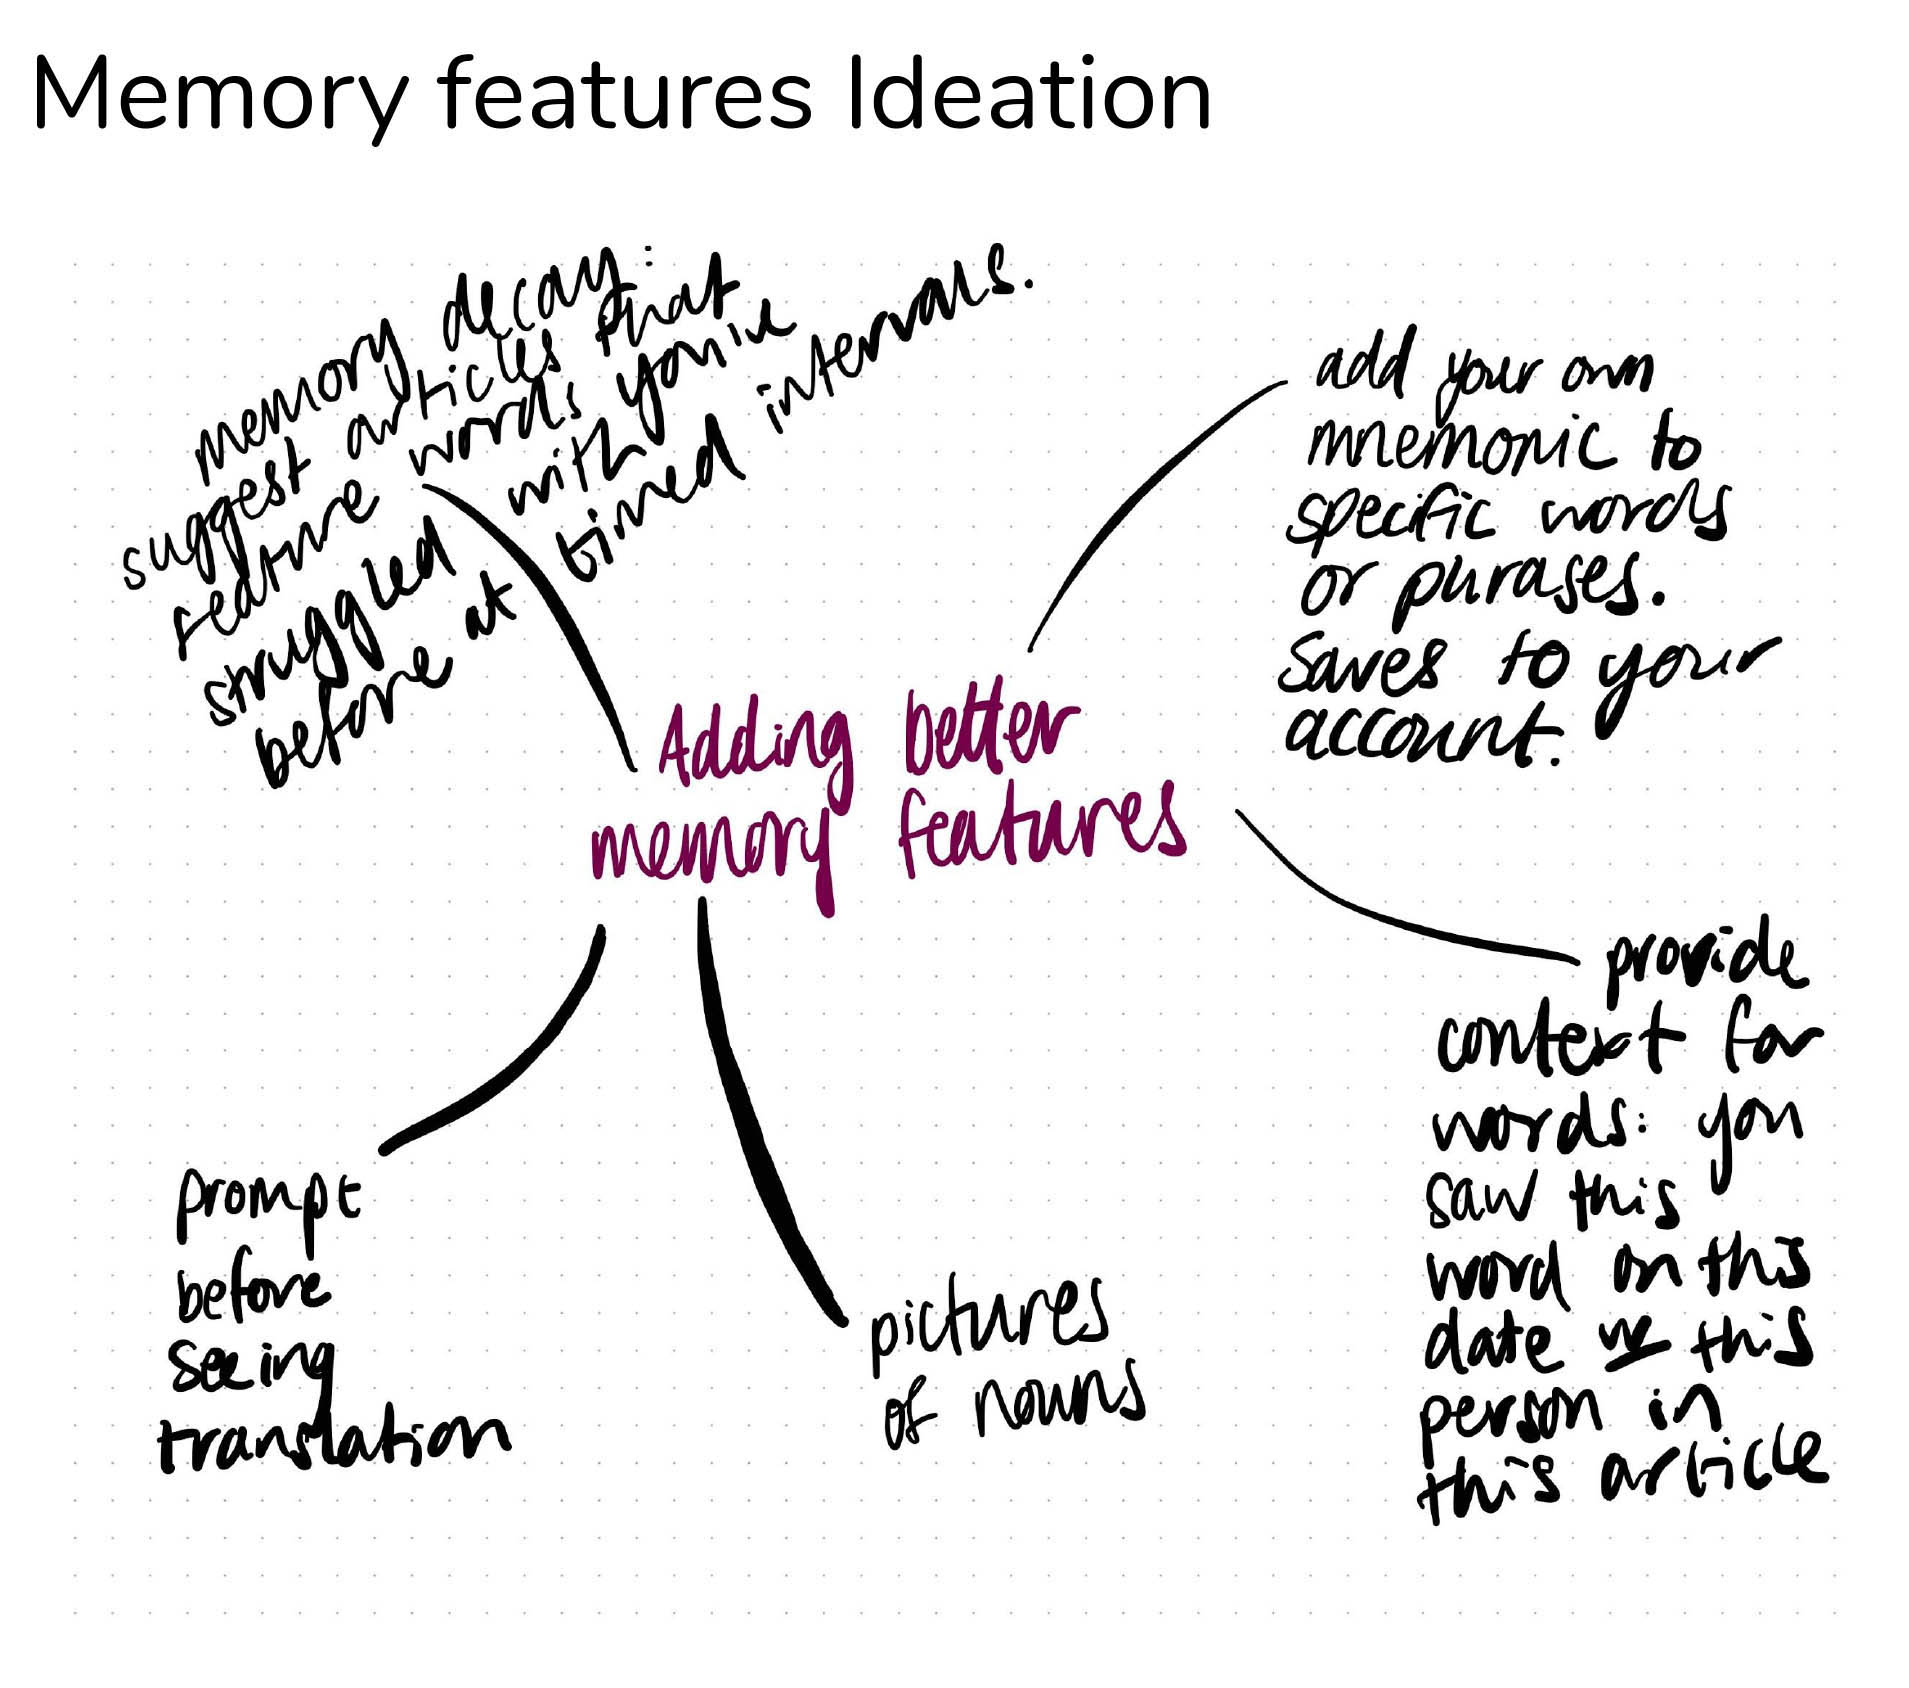 Memory features Ideation
memory decay:
suggest articles that
feature words you've
struggled with
before at timed intervals.
add your own
mnemonic to
specific words
or phrases.
saves to your
account.
Adding better
memory features
provide
context for
words: you
saw this
word on this
date w this
person in
this article
prompt
before
seeing
translation
pictures
of nouns